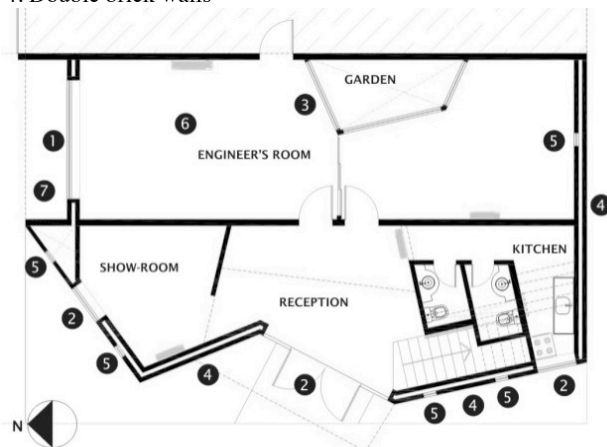 4. Double brick walls
GARDEN
3
6
1
5
ENGINEER'S ROOM
7
4
KITCHEN
5
SHOW-ROOM
2
RECEPTION
5
4
2
2
5
4
5
N